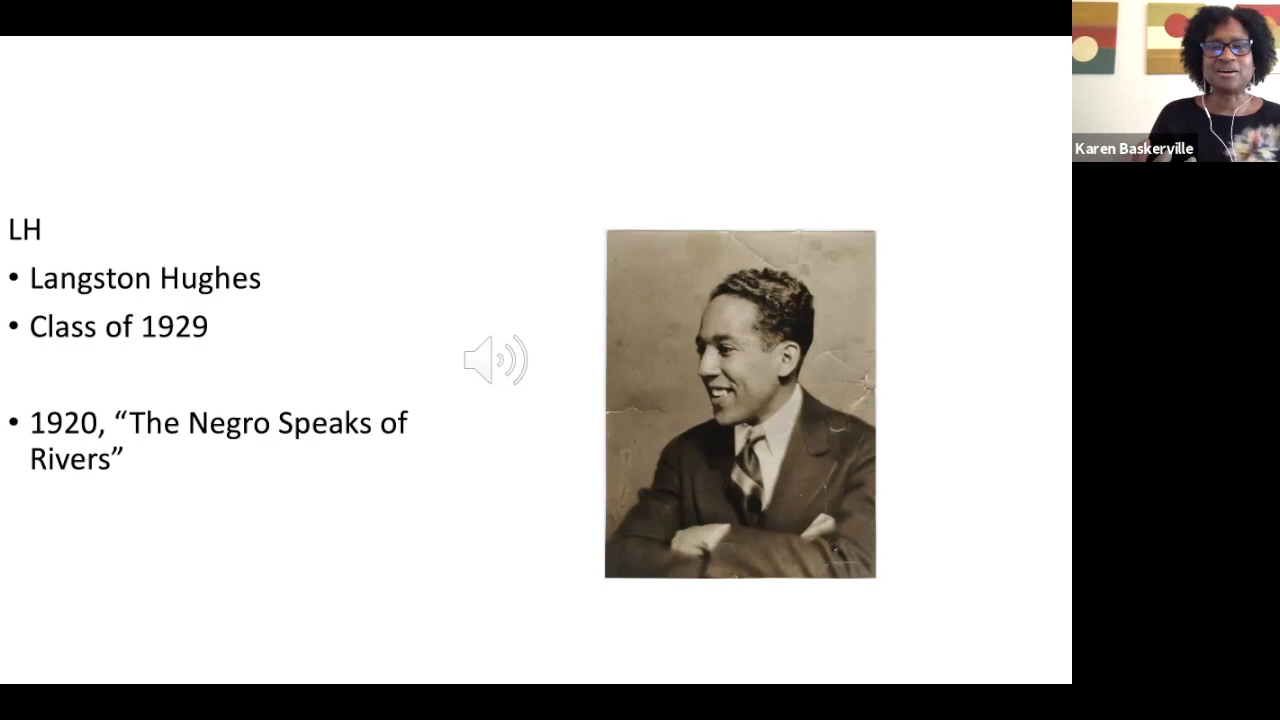 LH
• Langston Hughes
• Class of 1929
• 1920, “The Negro Speaks of
Rivers”
Karen Baskerville